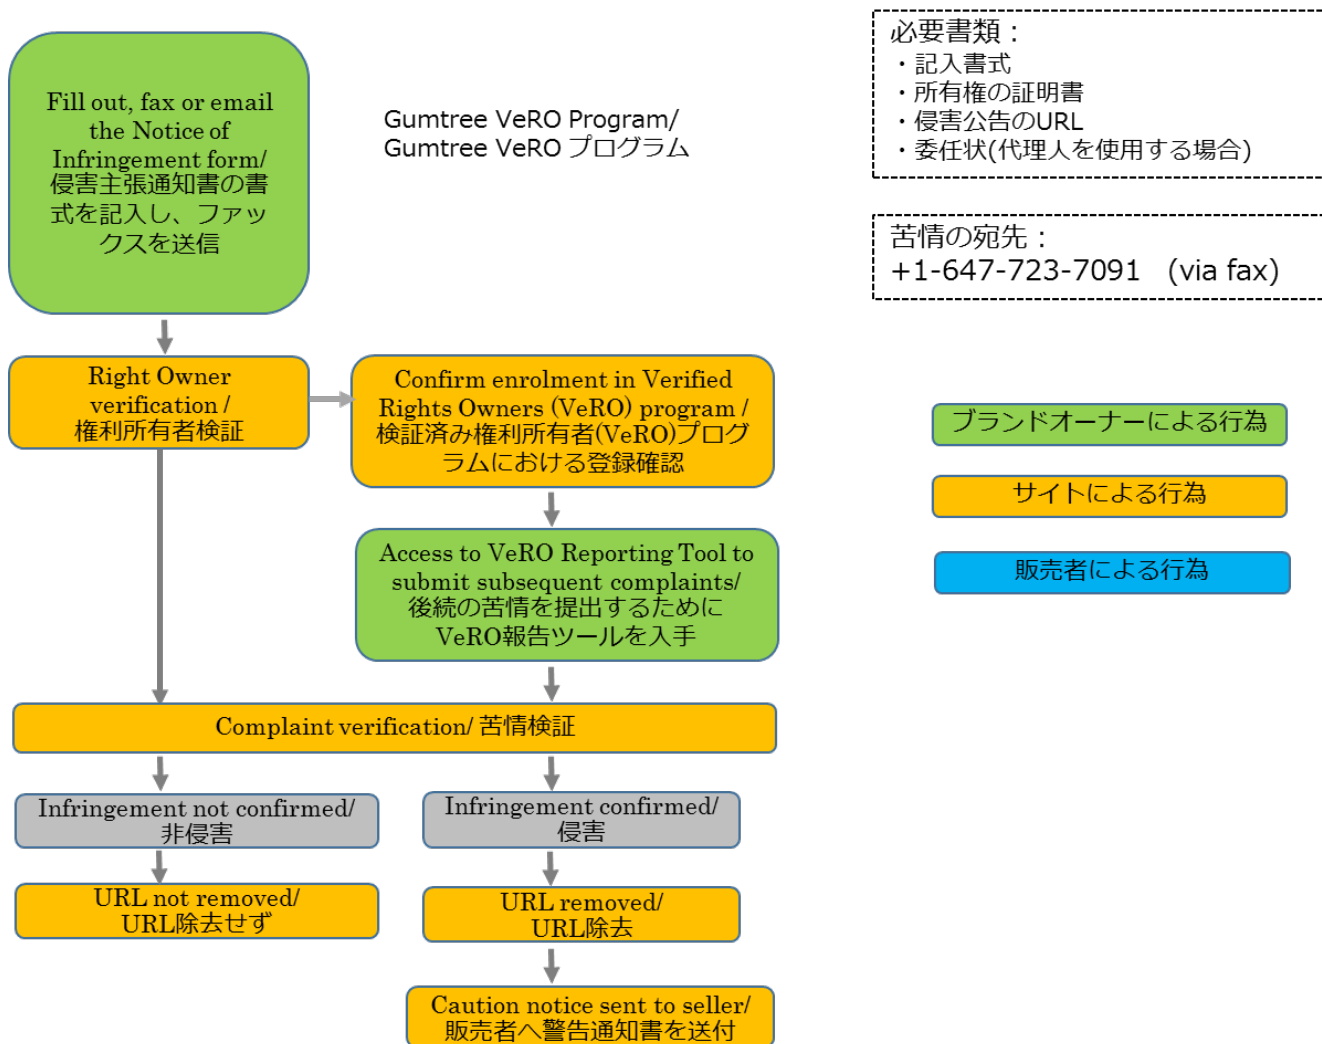 Fill out, fax or email
the Notice of
Infringement form/
侵害主張通知書の書
式を記入し、ファッ
クスを送信
Gumtree VeRO Program/
Gumtree VeRO プログラム
必要書類：
・記入書式
・所有権の証明書
・侵害公告のURL
・委任状(代理人を使用する場合)
苦情の宛先：
+1-647-723-7091 (via fax)
Right Owner
verification /
権利所有者検証
Confirm enrolment in Verified
Rights Owners (VeRO) program /
検証済み権利所有者(VeRO)プログ
ラムにおける登録確認
ブランドオーナーによる行為
サイトによる行為
販売者による行為
Access to VeRO Reporting Tool to
submit subsequent complaints/
後続の苦情を提出するために
VeRO報告ツールを入手
Complaint verification/ 苦情検証
Infringement not confirmed/
非侵害
Infringement confirmed/
侵害
URL not removed/
URL除去せず
URL removed/
URL除去
Caution notice sent to seller/
販売者へ警告通知書を送付